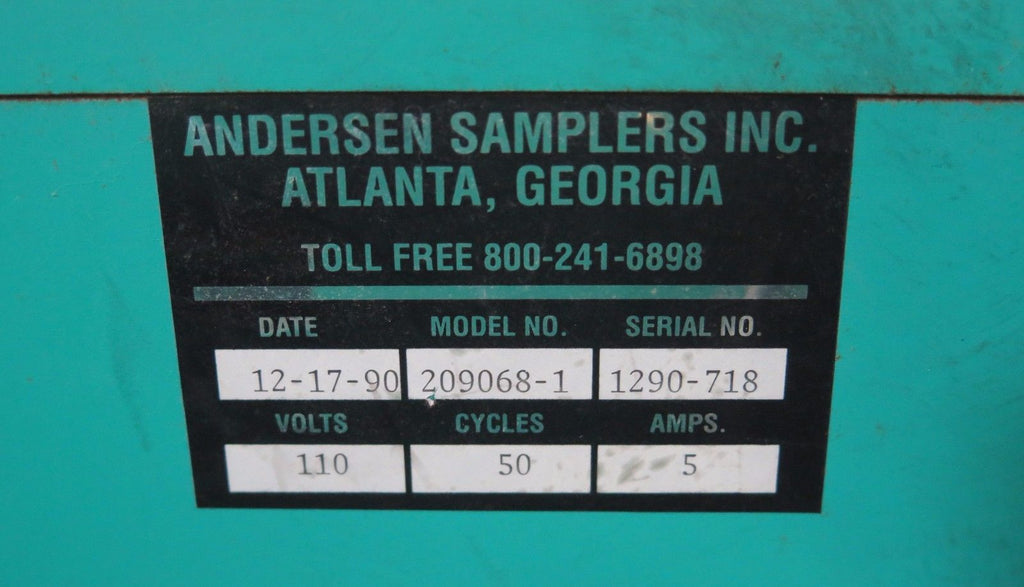 ANDERSEN SAMPLERS INC.
ATLANTA, GEORGIA
TOLL FREE 800-241-6898
DATE MODEL NO. SERIAL NO.
12-17-90 209068-1 1290-718
VOLTS CYCLES AMPS.
110 50 5